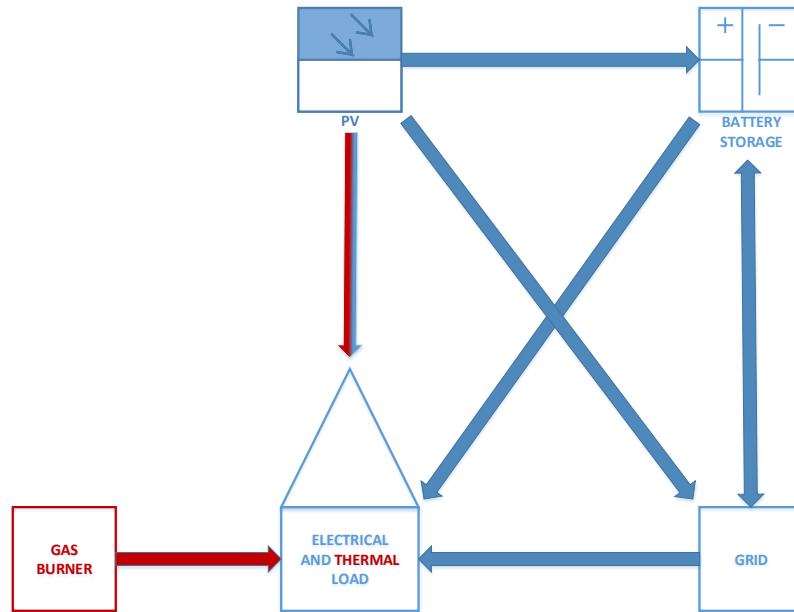 + −
PV
BATTERY
STORAGE
GAS
BURNER
ELECTRICAL
AND THERMAL
LOAD
GRID